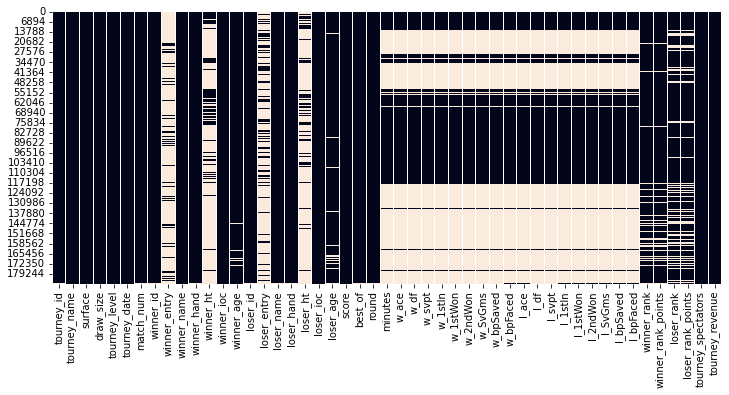 0
6894
13788
20682
27576
34470
41364
48258
55152
62046
68940
75834
82728
89622
96516
103410
110304
117198
124092
130986
137880
144774
151668
158562
165456
172350
179244
tourney_id
tourney_name
surface
draw_size
tourney_level
tourney_date
match_num
winner_id
winner_entry
winner_name
winner_hand
winner_ht
winner_ioc
winner_age
loser_id
loser_entry
loser_name
loser_hand
loser_ht
loser_ioc
loser_age
score
best_of
round
minutes
w_ace
w_df
w_svpt
w_1stIn
w_1stWon
w_2ndWon
w_SvGms
w_bpSaved
w_bpFaced
l_ace
l_df
l_svpt
l_1stIn
l_1stWon
l_2ndWon
l_SvGms
l_bpSaved
l_bpFaced
winner_rank
winner_rank_points
loser_rank
loser_rank_points
tourney_spectators
tourney_revenue